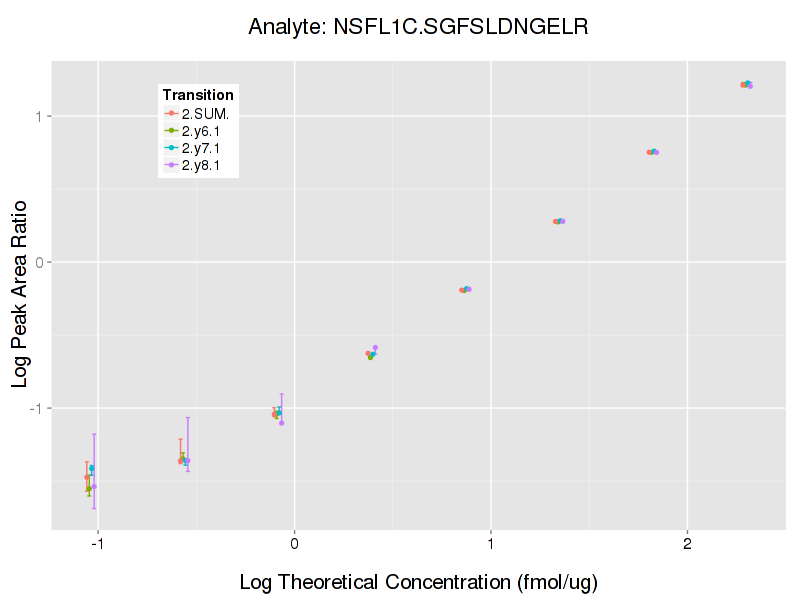 Analyte: NSFL1C.SGFSLDNGELR
Transition
2.SUM.
2.y6.1
2.y7.1
2.y8.1
1
0
-1
Log Peak Area Ratio
-1
0
1
2
Log Theoretical Concentration (fmol/ug)